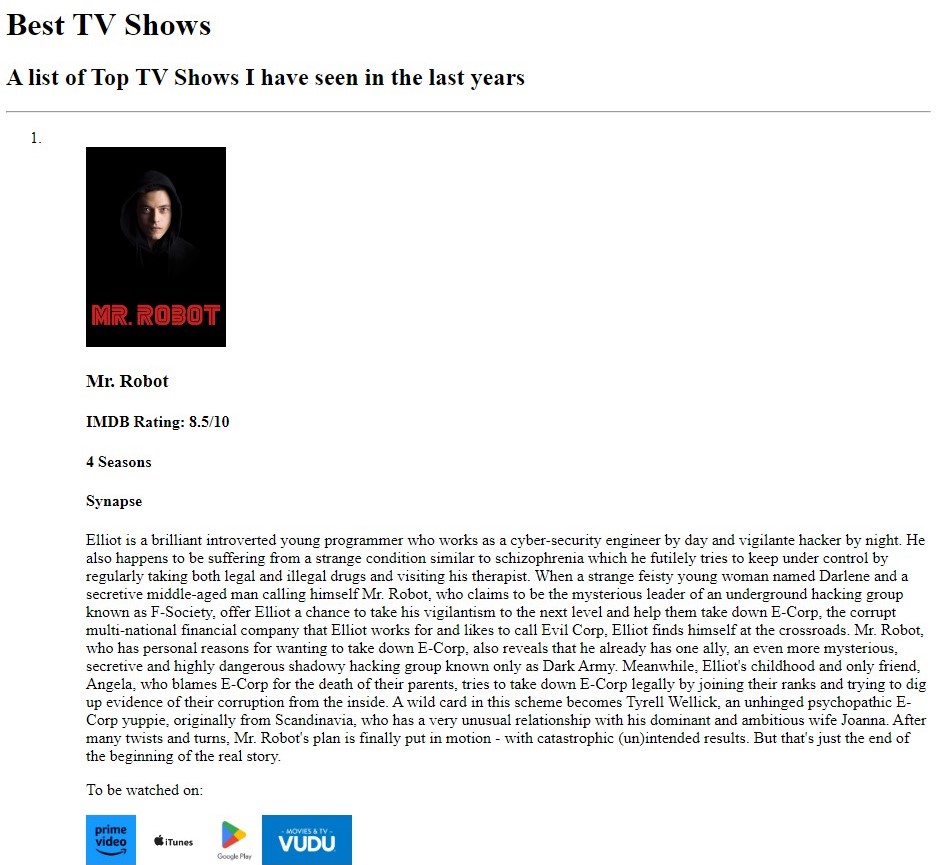 Best TV Shows
A list of Top TV Shows I have seen in the last years
1.
MR. ROBOT
Mr. Robot
IMDB Rating: 8.5/10
4 Seasons
Synapse
Elliot is a brilliant introverted young programmer who works as a cyber-security engineer by day and vigilante hacker by night. He
also happens to be suffering from a strange condition similar to schizophrenia which he futilely tries to keep under control by
regularly taking both legal and illegal drugs and visiting his therapist. When a strange feisty young woman named Darlene and a
secretive middle-aged man calling himself Mr. Robot, who claims to be the mysterious leader of an underground hacking group
known as F-Society, offer Elliot a chance to take his vigilantism to the next level and help them take down E-Corp, the corrupt
multi-national financial company that Elliot works for and likes to call Evil Corp, Elliot finds himself at the crossroads. Mr. Robot,
who has personal reasons for wanting to take down E-Corp, also reveals that he already has one ally, an even more mysterious,
secretive and highly dangerous shadowy hacking group known only as Dark Army. Meanwhile, Elliot's childhood and only friend,
Angela, who blames E-Corp for the death of their parents, tries to take down E-Corp legally by joining their ranks and trying to dig
up evidence of their corruption from the inside. A wild card in this scheme becomes Tyrell Wellick, an unhinged psychopathic E-
Corp yuppie, originally from Scandinavia, who has a very unusual relationship with his dominant and ambitious wife Joanna. After
many twists and turns, Mr. Robot's plan is finally put in motion - with catastrophic (un)intended results. But that's just the end of
the beginning of the real story.
To be watched on:
prime
video
iTunes
Google Play
- MOVIES & TV -
VUDU